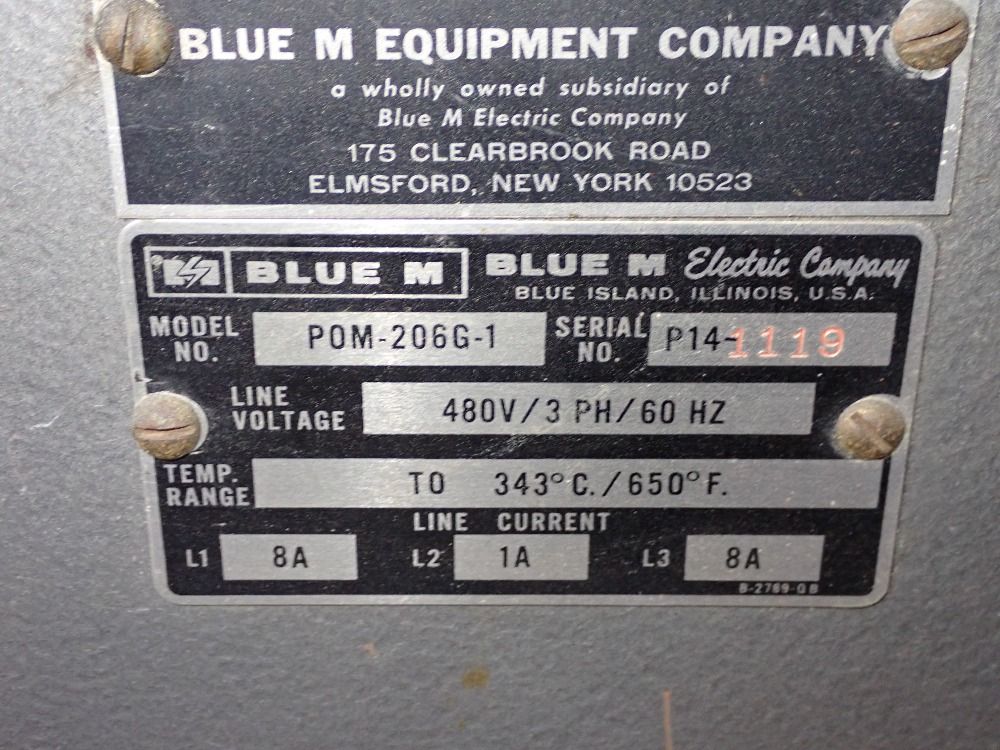 BLUE M EQUIPMENT COMPANY
a wholly owned subsidiary of
Blue M Electric Company
175 CLEARBROOK ROAD
ELMSFORD, NEW YORK 10523
BLUE M BLUE M Electric Company
BLUE ISLAND, ILLINOIS, U.S.A.
MODEL NO. POM-206G-1 SERIAL NO. P14-1119
LINE VOLTAGE 480V/3 PH/60 HZ
TEMP. RANGE TO 343°C./650°F.
LINE CURRENT
L1 8A L2 1A L3 8A